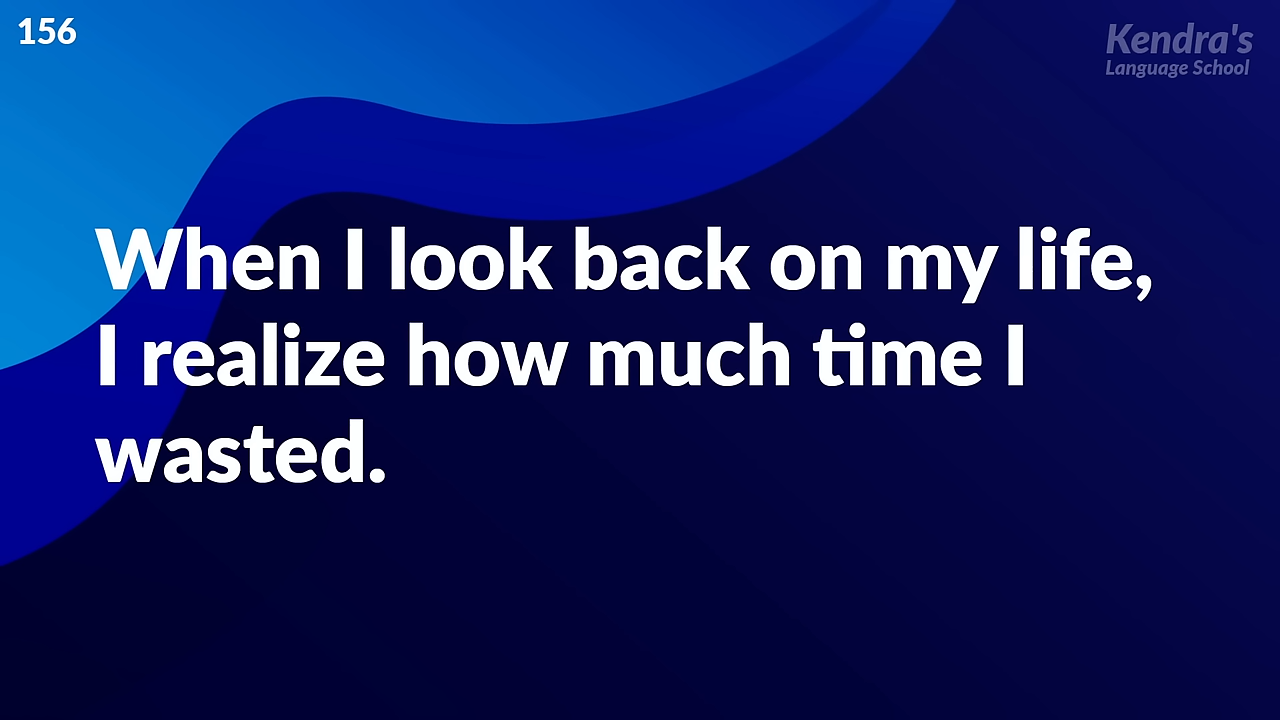 156
Kendra's
Language School
When I look back on my life,
I realize how much time I
wasted.